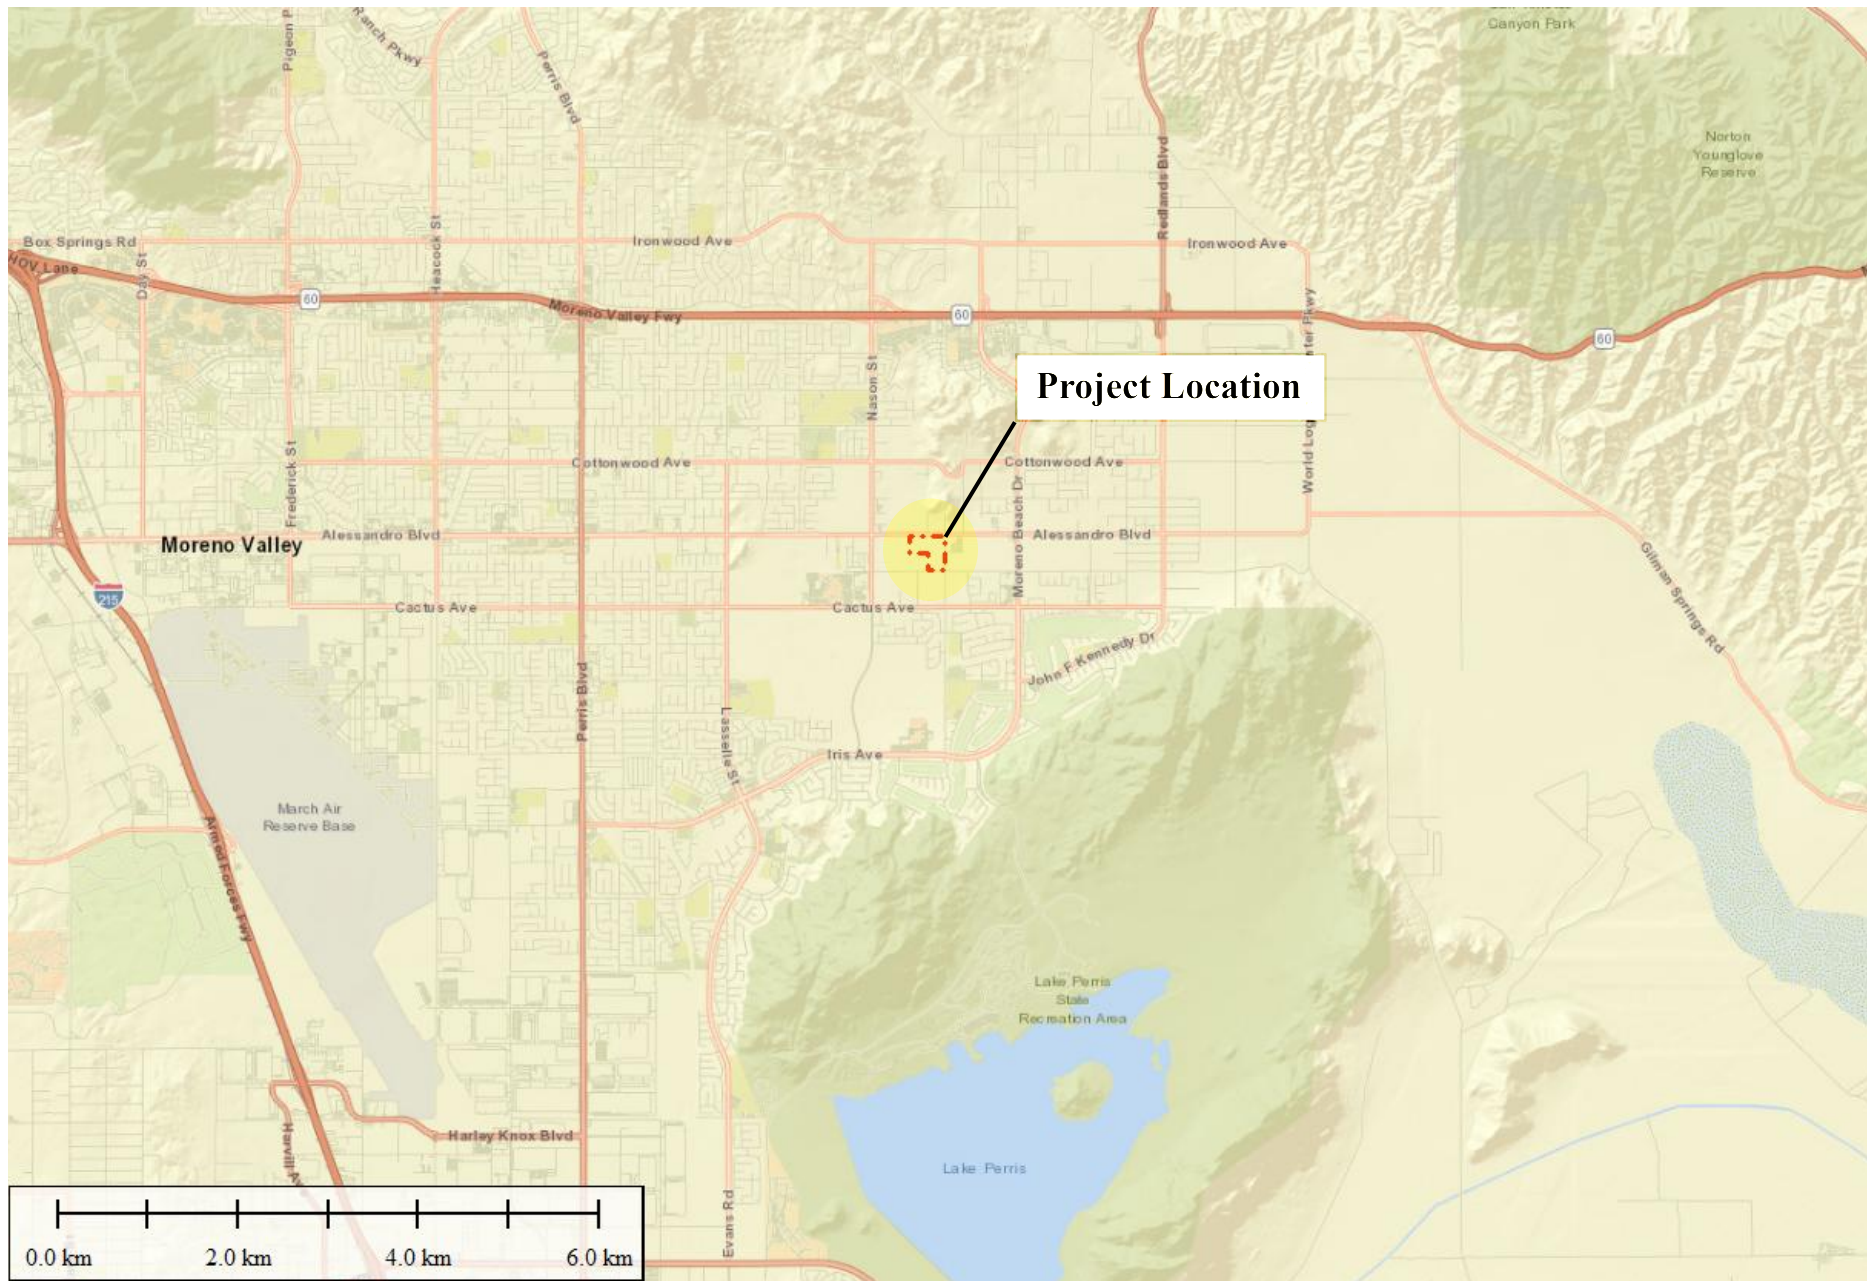 Canyon Park
Pigeon P
Ranch Pkwy
Perris Blvd
Norton
Younglove
Reserve
Redlands Blvd
Box Springs Rd
Heacock St
Ironwood Ave
Ironwood Ave
HOV Lane
Day St
60
Moreno Valley Fwy
60
60
World Log
ter Pkwy
Nason St
Project Location
Frederick St
Cottonwood Ave
Cottonwood Ave
Moreno Beach Dr
Moreno Valley
Alessandro Blvd
Alessandro Blvd
Gilman Springs Rd
215
Cactus Ave
Cactus Ave
John F Kennedy Dr
Perris Blvd
Lasselle St
Iris Ave
March Air
Reserve Base
Armed Forces Fwy
Lake Perris
State
Recreation Area
Harley Knox Blvd
Harvill Av
Lake Perris
Evans Rd
0.0 km
2.0 km
4.0 km
6.0 km